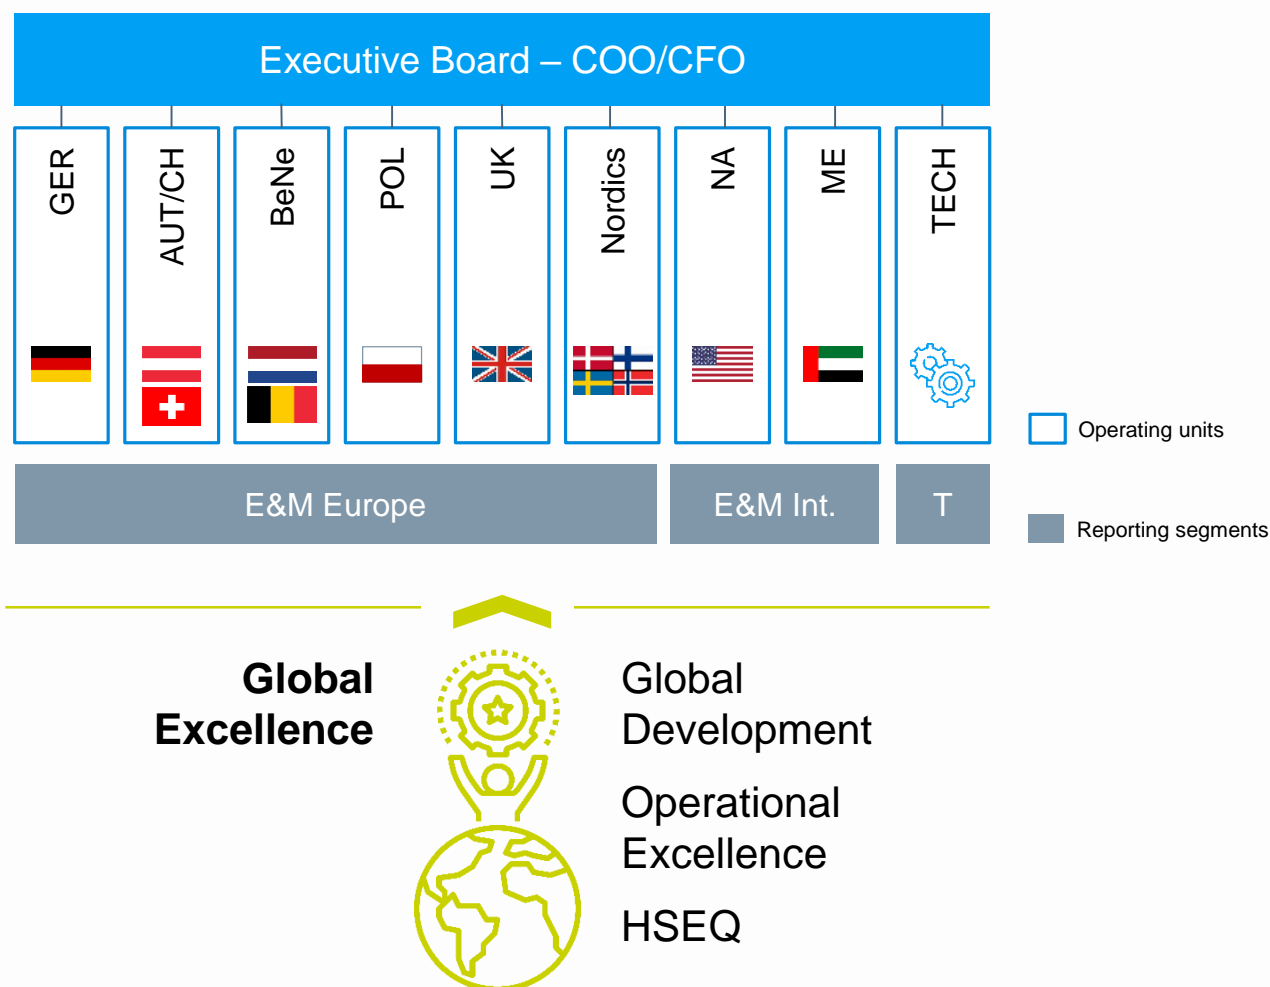 Executive Board – COO/CFO
GER
AUT/CH
BeNe
POL
UK
Nordics
NA
ME
TECH
Operating units
E&M Europe
E&M Int.
T
Reporting segments
Global
Excellence
Global
Development
Operational
Excellence
HSEQ